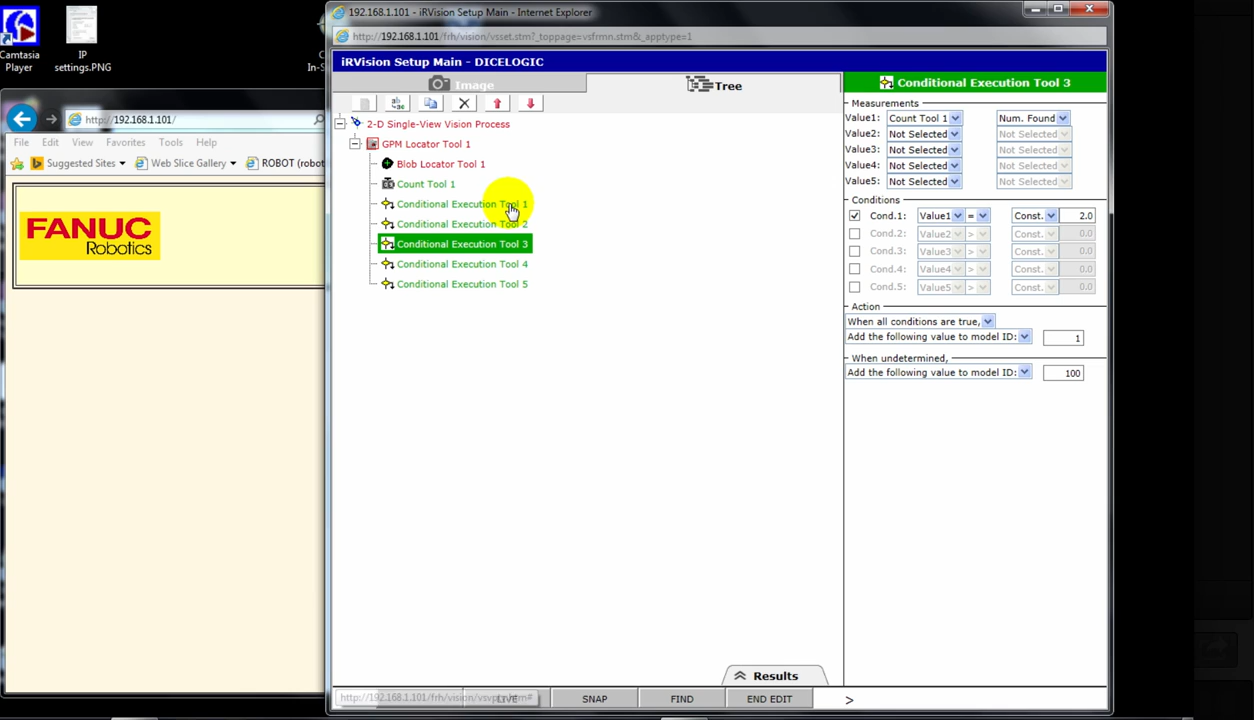 Camtasia
Player
IP
settings.PNG
In-S
192.168.1.101 - iRVision Setup Main - Internet Explorer
http://192.168.1.101/frh/vision/vsset.stm?_toppage=vsfrmn.stm&_apptype=1
iRVision Setup Main - DICELOGIC
Image
Tree
Conditional Execution Tool 3
http://192.168.1.101/
File Edit View Favorites Tools Help
Suggested Sites Web Slice Gallery ROBOT (robot
FANUC
Robotics
2-D Single-View Vision Process
GPM Locator Tool 1
Blob Locator Tool 1
Count Tool 1
Conditional Execution Tool 1
Conditional Execution Tool 2
Conditional Execution Tool 3
Conditional Execution Tool 4
Conditional Execution Tool 5
Measurements
Value1: Count Tool 1 Num. Found
Value2: Not Selected Not Selected
Value3: Not Selected Not Selected
Value4: Not Selected Not Selected
Value5: Not Selected Not Selected
Conditions
Cond.1: Value1 = Const. 2.0
Cond.2: Value2 > Const. 0.0
Cond.3: Value3 > Const. 0.0
Cond.4: Value4 > Const. 0.0
Cond.5: Value5 > Const. 0.0
Action
When all conditions are true,
Add the following value to model ID: 1
When undetermined,
Add the following value to model ID: 100
Results
LIVE SNAP FIND END EDIT >